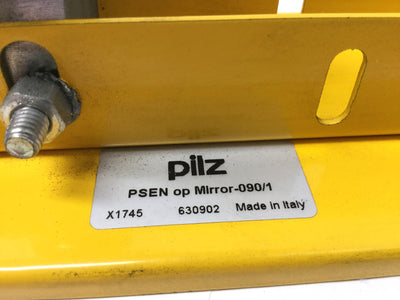 pilz
PSEN op Mirror-090/1
X1745 630902 Made in Italy